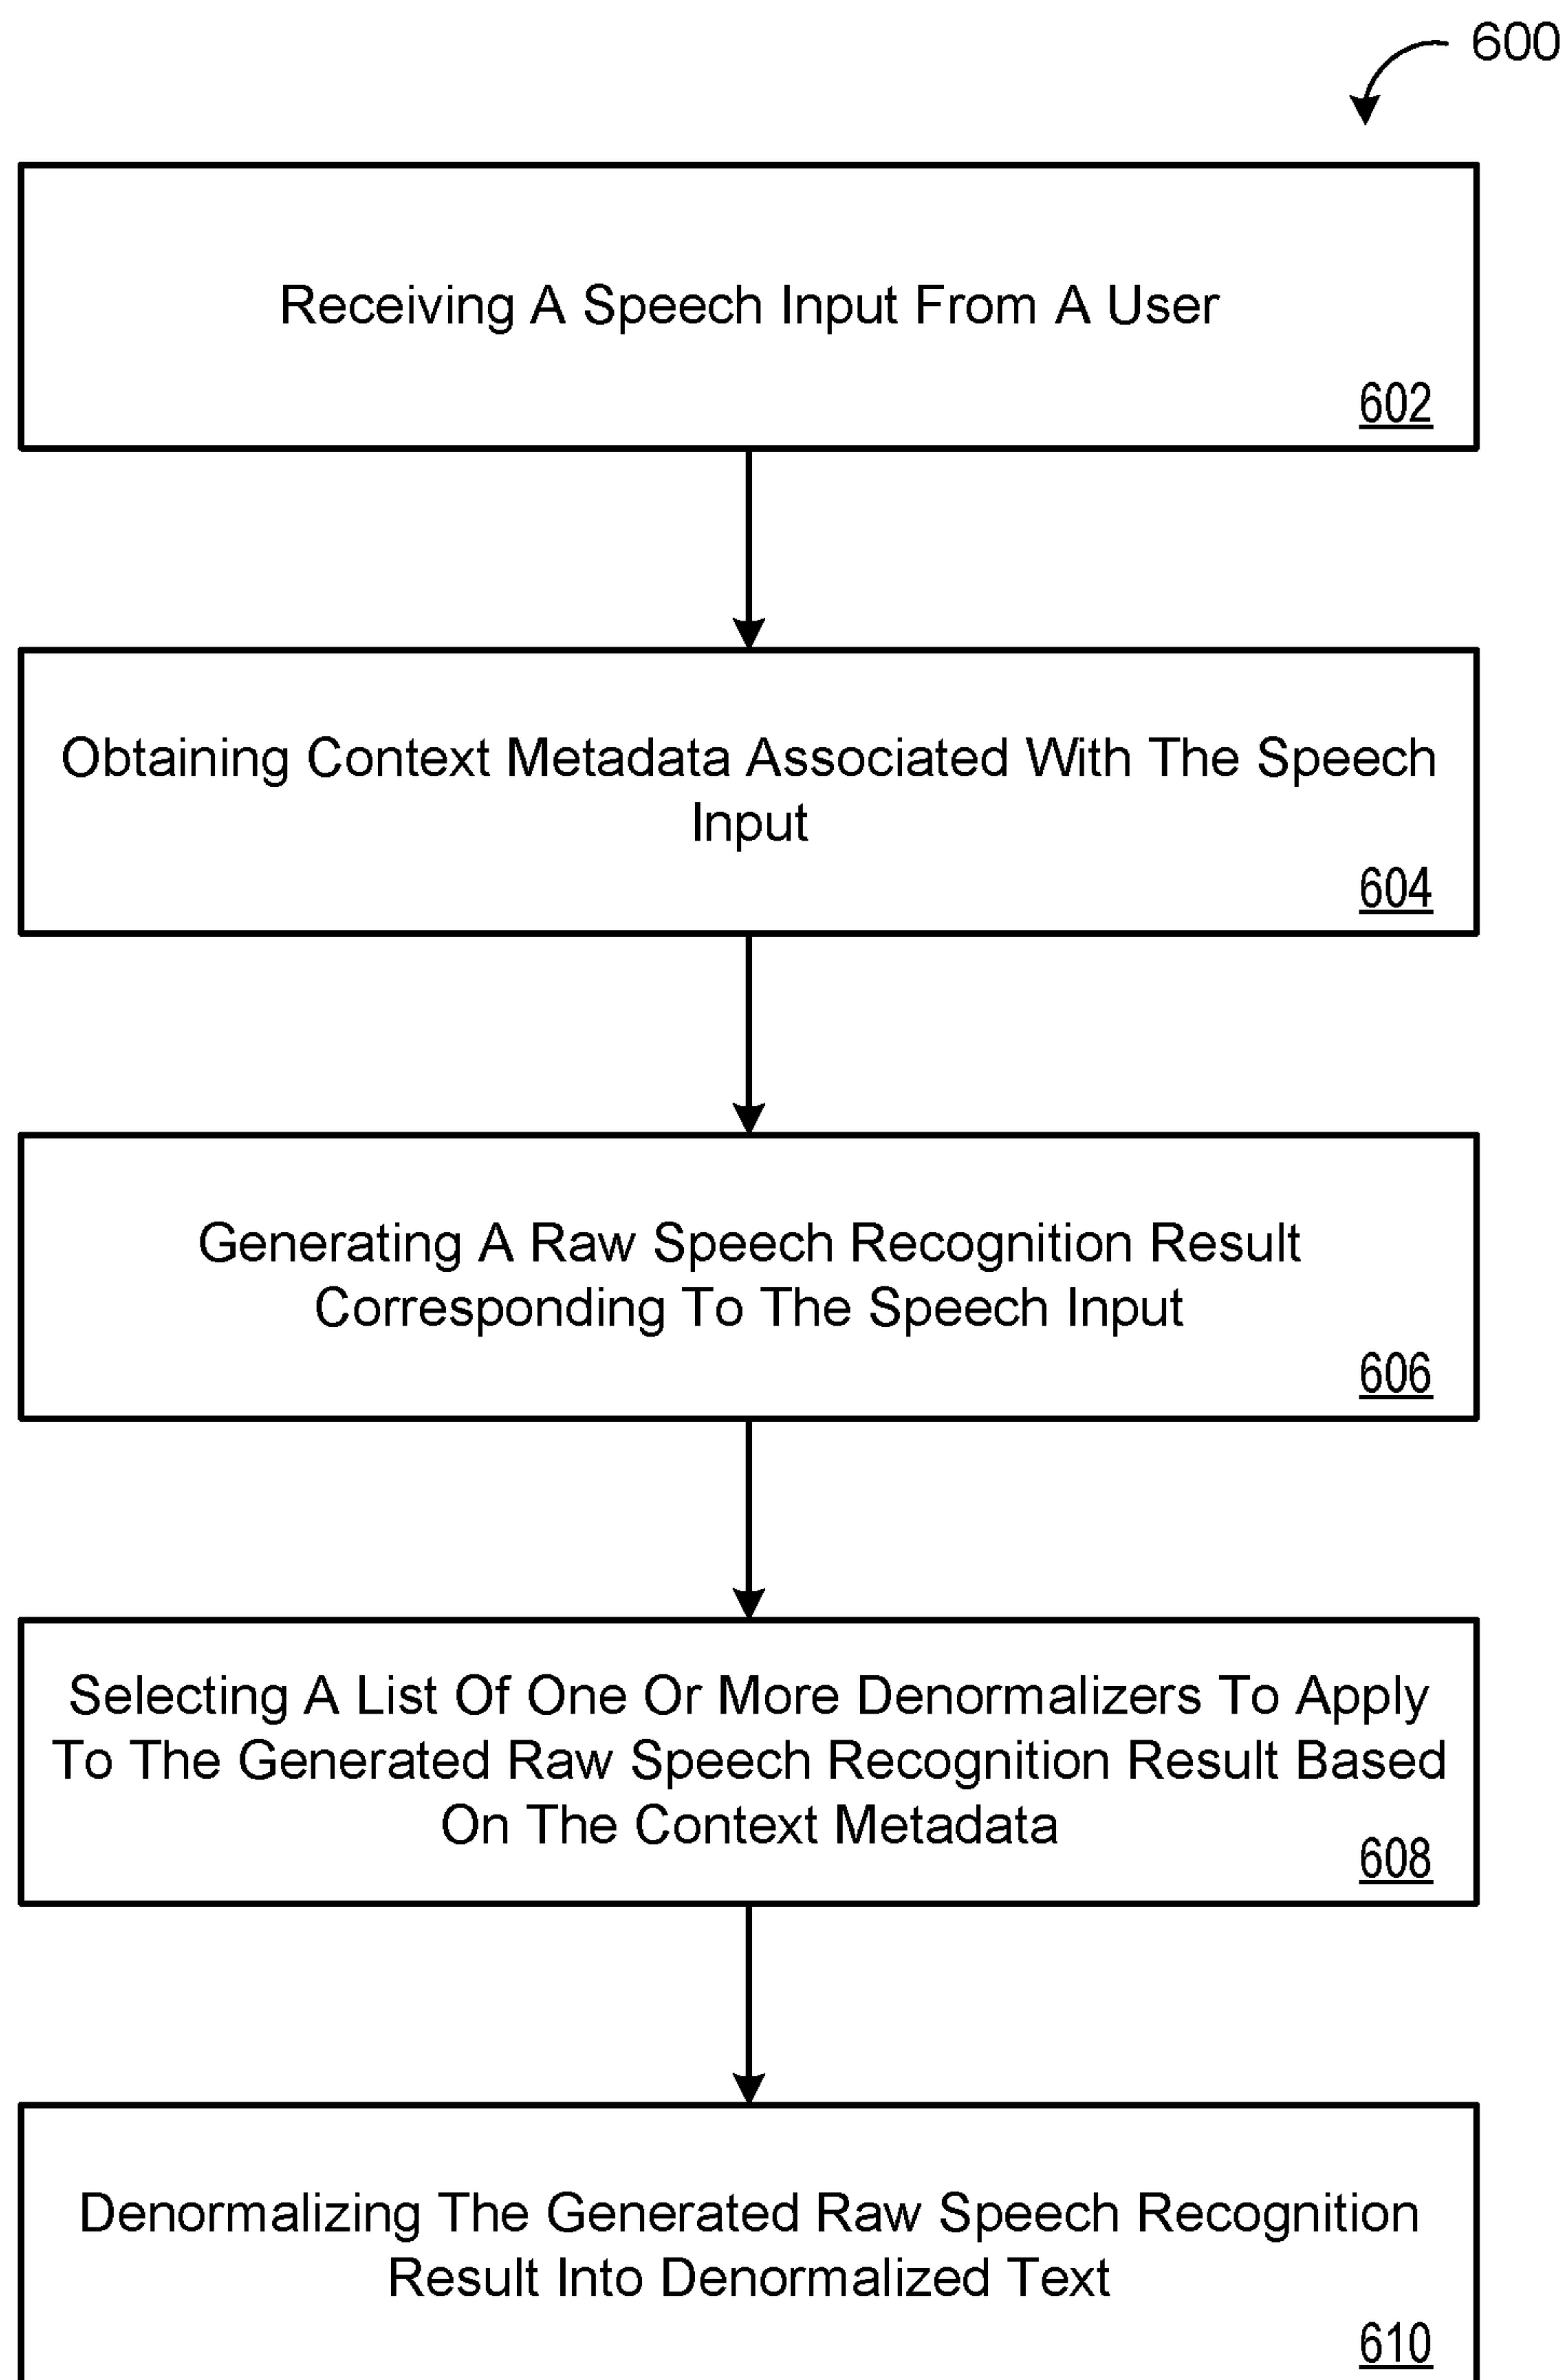 600
Receiving A Speech Input From A User
602
Obtaining Context Metadata Associated With The Speech
Input
604
Generating A Raw Speech Recognition Result
Corresponding To The Speech Input
606
Selecting A List Of One Or More Denormalizers To Apply
To The Generated Raw Speech Recognition Result Based
On The Context Metadata
608
Denormalizing The Generated Raw Speech Recognition
Result Into Denormalized Text
610